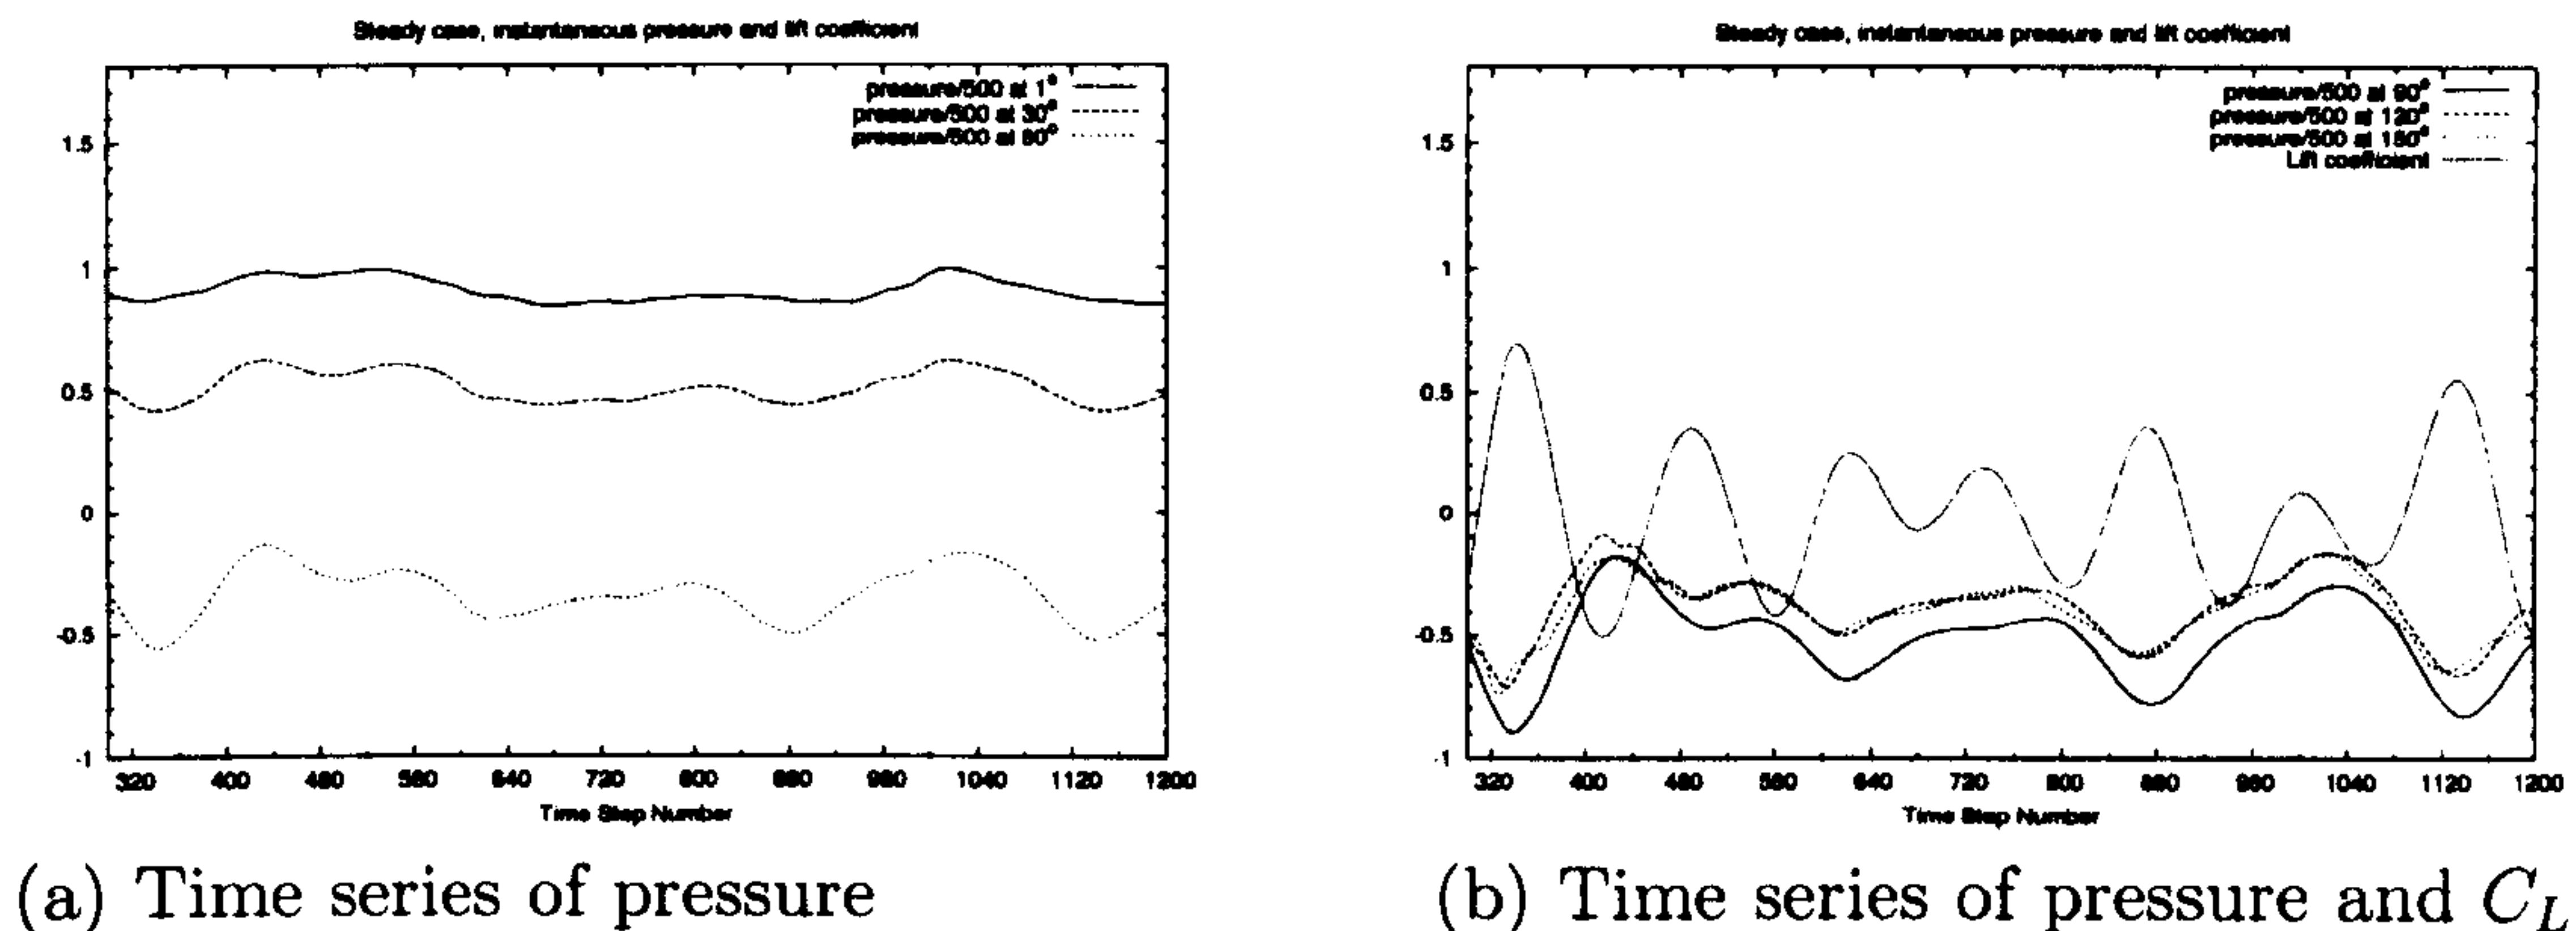 Steady case, instantaneous pressure and lift coefficient
pressure/500 at 1°
pressure/500 at 30°
pressure/500 at 60°
1.5
1
0.5
0
-0.5
-1
320 400 480 560 640 720 800 880 960 1040 1120 1200
Time Step Number
(a) Time series of pressure
Steady case, instantaneous pressure and lift coefficient
pressure/500 at 90°
pressure/500 at 120°
pressure/500 at 150°
Lift coefficient
1.5
1
0.5
0
-0.5
-1
320 400 480 560 640 720 800 880 960 1040 1120 1200
Time Step Number
(b) Time series of pressure and C_L